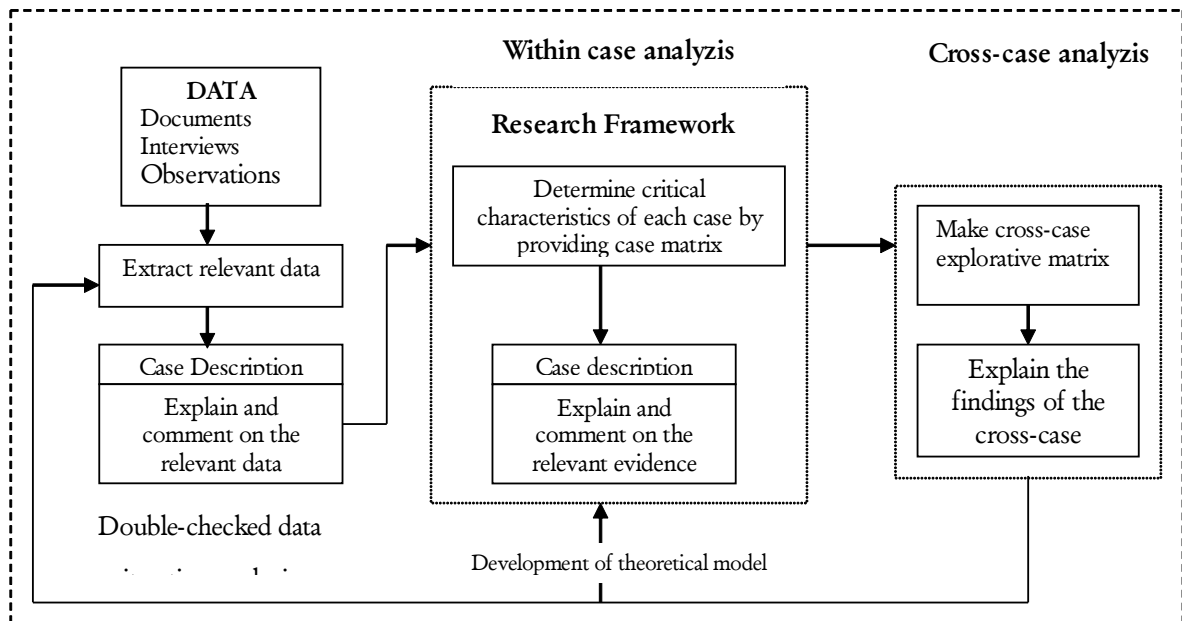 Within case analyzis
Cross-case analyzis
DATA
Documents
Interviews
Observations
Extract relevant data
Case Description
Explain and
comment on the
relevant data
Double-checked data
Research Framework
Determine critical
characteristics of each case by
providing case matrix
Case description
Explain and
comment on the
relevant evidence
Development of theoretical model
Make cross-case
explorative matrix
Explain the
findings of the
cross-case